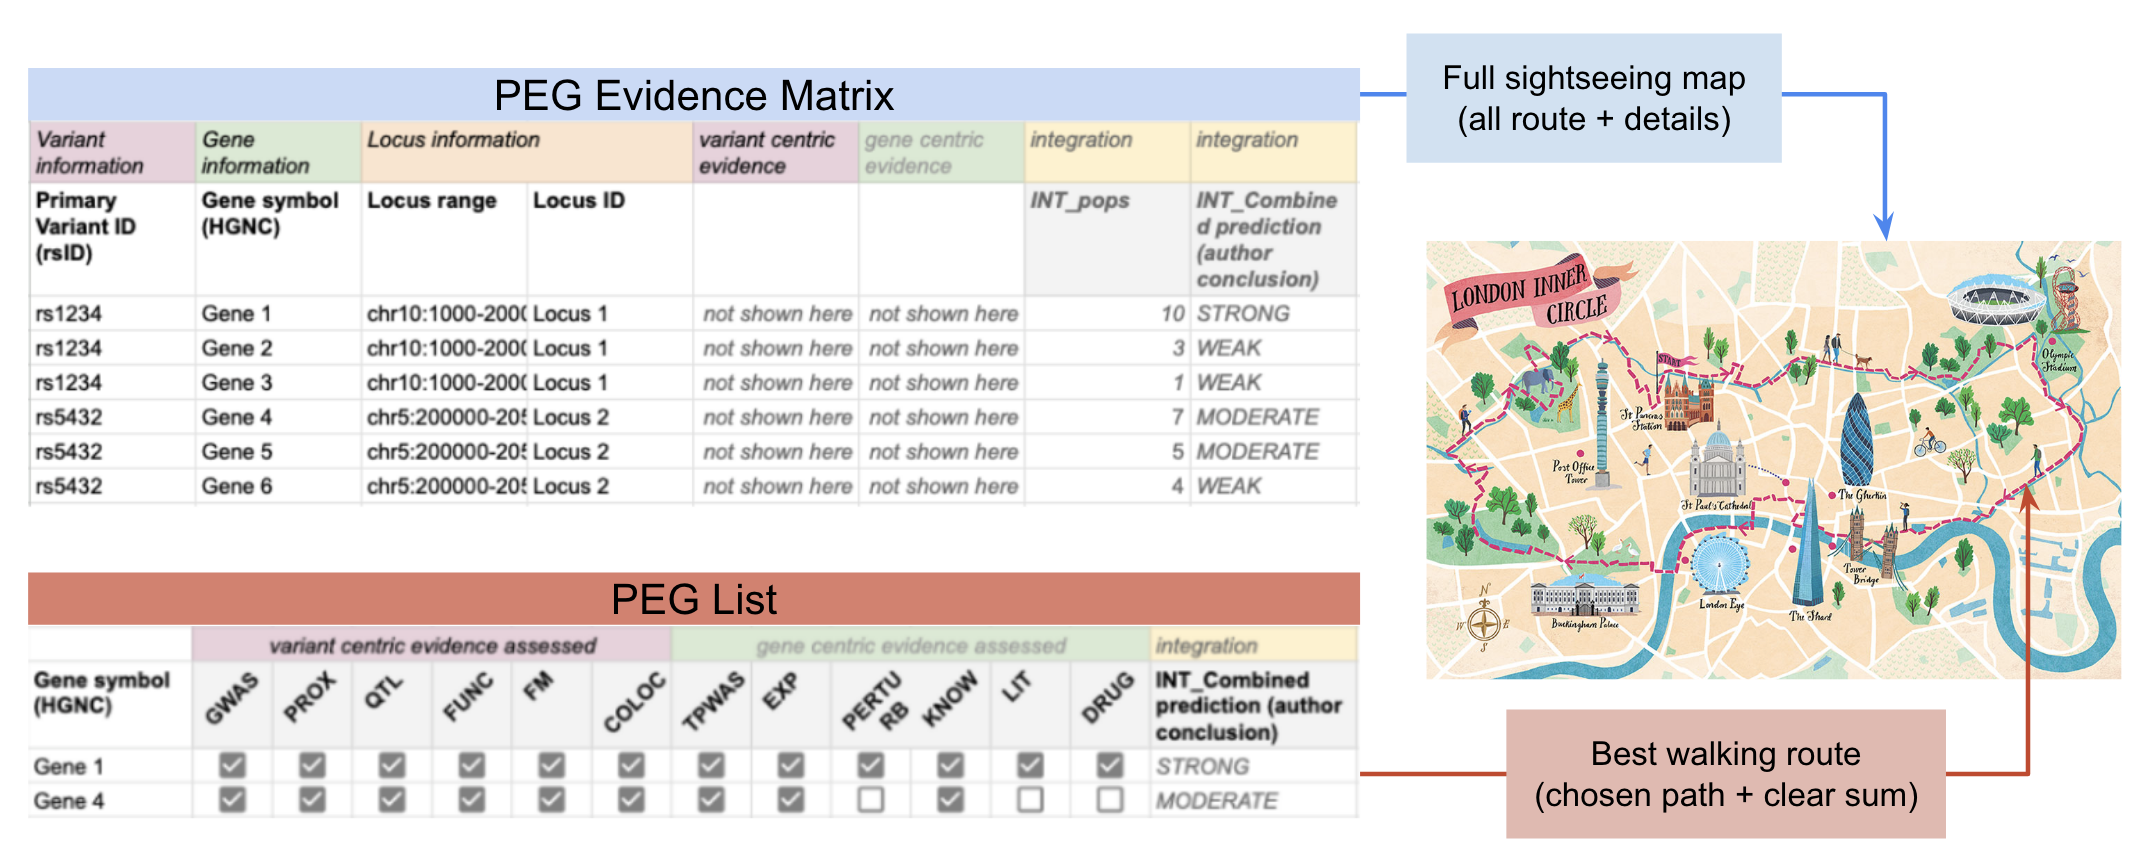 PEG Evidence Matrix
Variant information
Gene information
Locus information
variant centric evidence
gene centric evidence
integration
integration
Primary Variant ID (rsID)
Gene symbol (HGNC)
Locus range
Locus ID
INT_pops
INT_Combine d prediction (author conclusion)
rs1234 Gene 1 chr10:1000-200 Locus 1 not shown here not shown here 10 STRONG
rs1234 Gene 2 chr10:1000-200 Locus 1 not shown here not shown here 3 WEAK
rs1234 Gene 3 chr10:1000-200 Locus 1 not shown here not shown here 1 WEAK
rs5432 Gene 4 chr5:200000-20 Locus 2 not shown here not shown here 7 MODERATE
rs5432 Gene 5 chr5:200000-20 Locus 2 not shown here not shown here 5 MODERATE
rs5432 Gene 6 chr5:200000-20 Locus 2 not shown here not shown here 4 WEAK
PEG List
variant centric evidence assessed
gene centric evidence assessed
integration
Gene symbol (HGNC)
GWAS
PROX
QTL
FUNC
FM
COLOC
TPWAS
EXP
PERTU RB
KNOW
LIT
DRUG
INT_Combined prediction (author conclusion)
Gene 1 STRONG
Gene 4 MODERATE
Full sightseeing map
(all route + details)
LONDON INNER
CIRCLE
START
Olympic
Stadium
St Pancras
Station
Post Office
Tower
St Paul's Cathedral
The Gherkin
Tower
Bridge
London Eye
The Shard
Buckingham Palace
N
W E
S
Best walking route
(chosen path + clear sum)